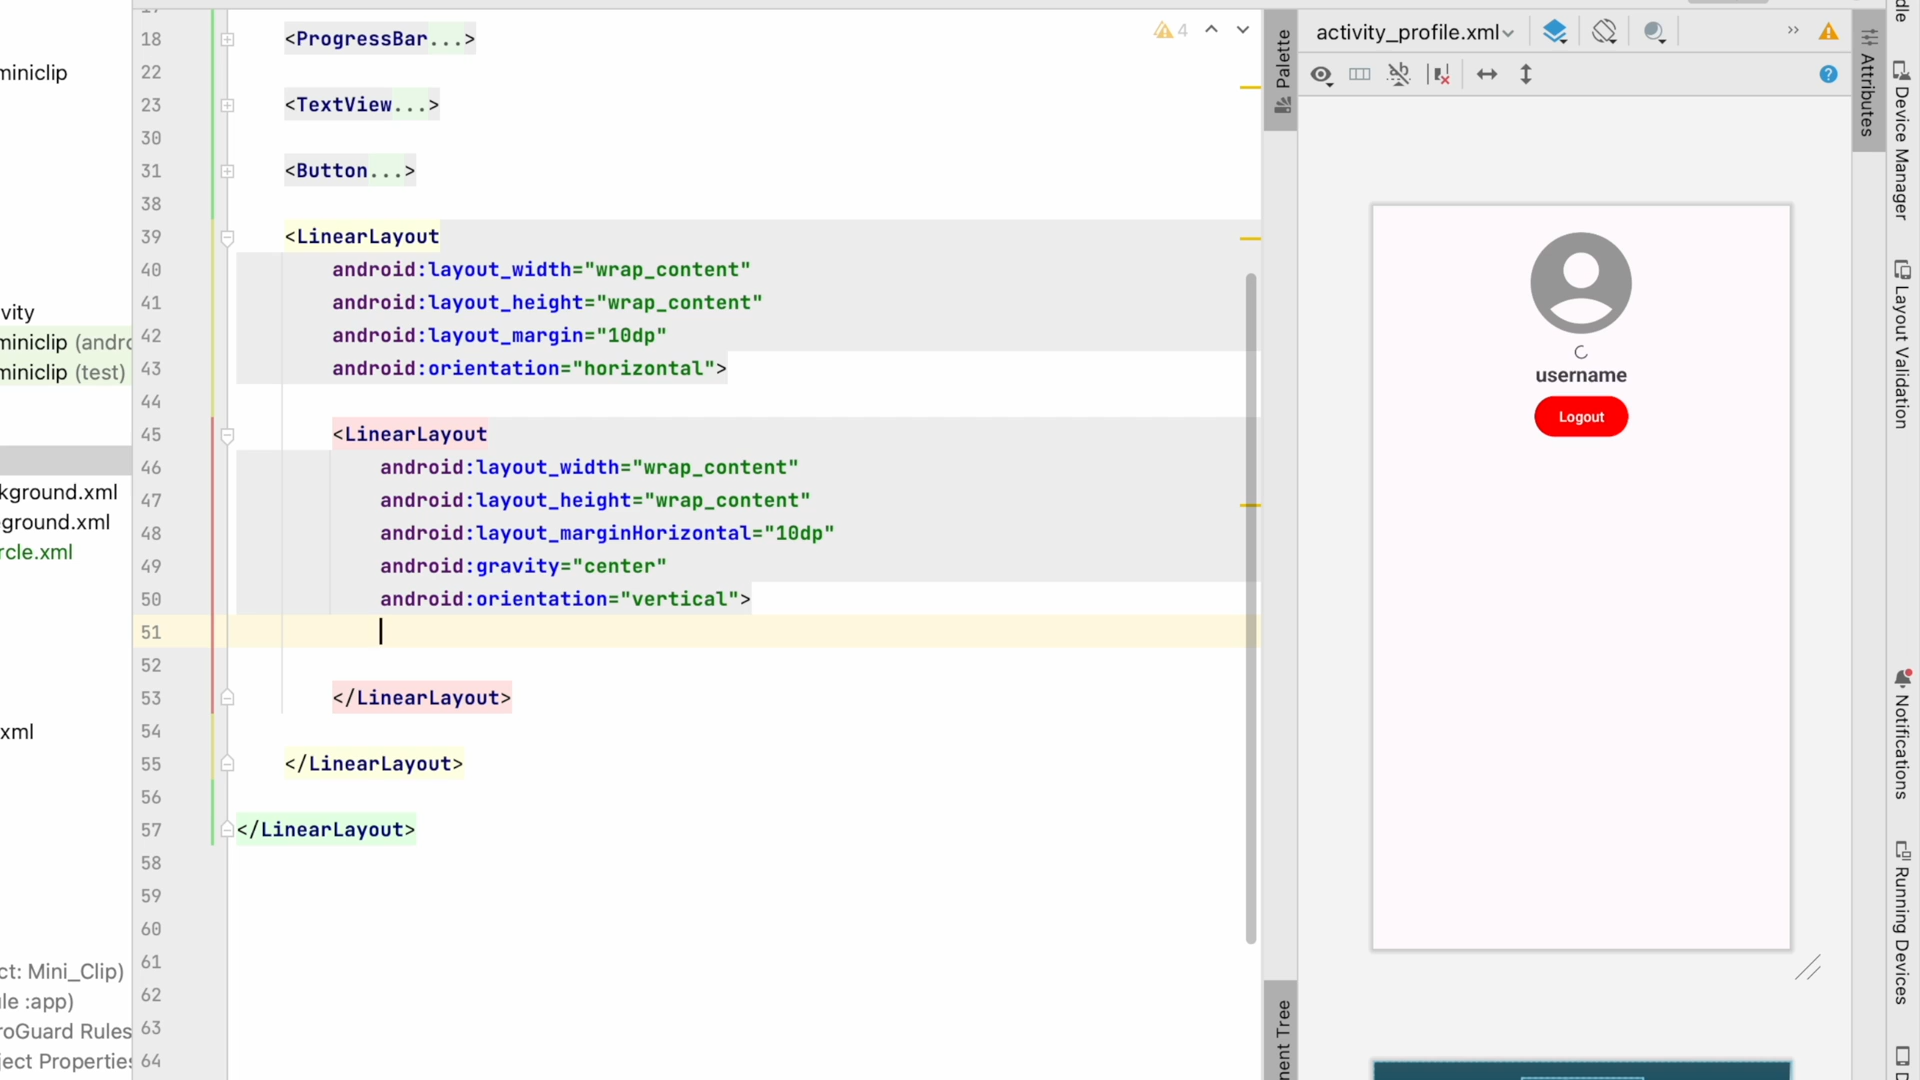 miniclip
vity
miniclip (andro
miniclip (test)
kground.xml
ground.xml
rcle.xml
xml
ct: Mini_Clip)
le :app)
roGuard Rules
ject Properties
18 <ProgressBar...>
22
23 <TextView...>
30
31 <Button...>
38
39 <LinearLayout
40 android:layout_width="wrap_content"
41 android:layout_height="wrap_content"
42 android:layout_margin="10dp"
43 android:orientation="horizontal">
44
45 <LinearLayout
46 android:layout_width="wrap_content"
47 android:layout_height="wrap_content"
48 android:layout_marginHorizontal="10dp"
49 android:gravity="center"
50 android:orientation="vertical">
51
52
53 </LinearLayout>
54
55 </LinearLayout>
56
57 </LinearLayout>
58
59
60
61
62
63
64
4
Palette
nent Tree
activity_profile.xml
username
Logout
Attributes
dle
Device Manager
Layout Validation
Notifications
Running Devices